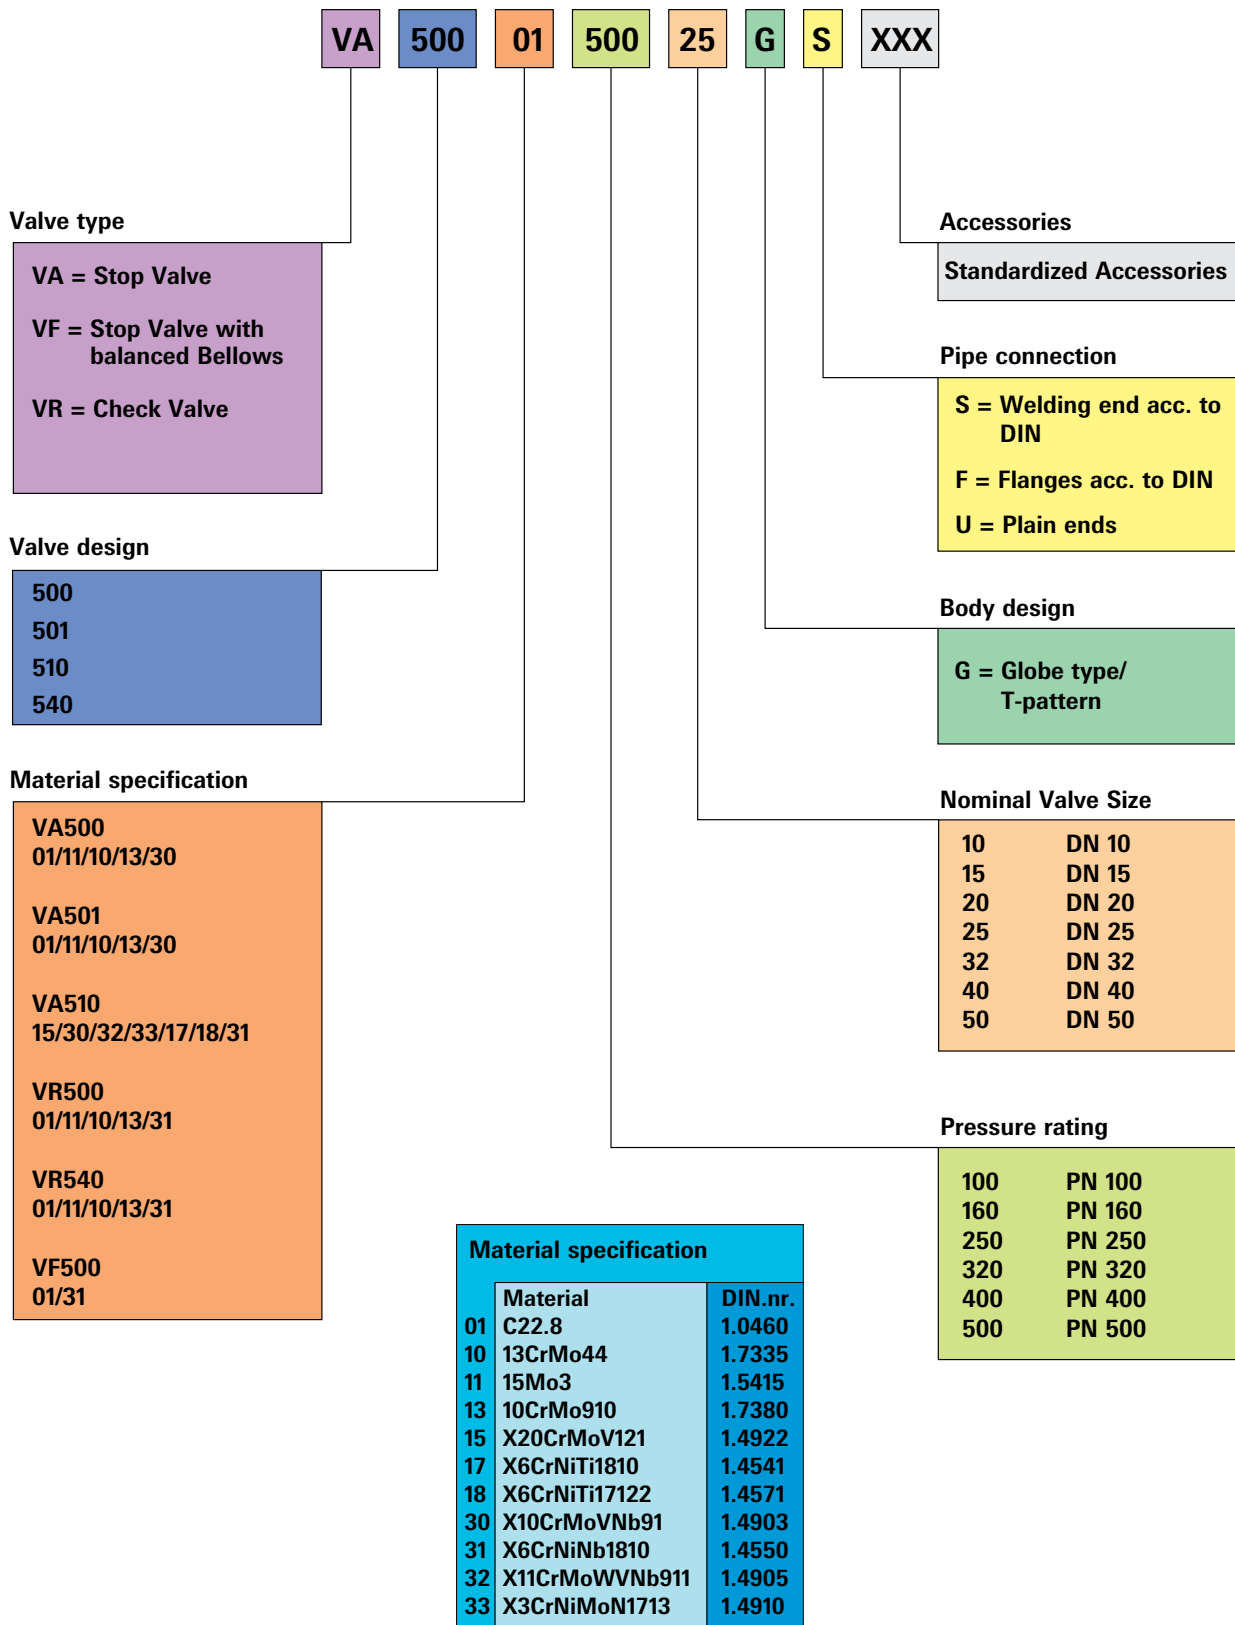 VA 500 01 500 25 G S XXX
Valve type
VA = Stop Valve
VF = Stop Valve with
balanced Bellows
VR = Check Valve
Valve design
500
501
510
540
Material specification
VA500
01/11/10/13/30
VA501
01/11/10/13/30
VA510
15/30/32/33/17/18/31
VR500
01/11/10/13/31
VR540
01/11/10/13/31
VF500
01/31
Accessories
Standardized Accessories
Pipe connection
S = Welding end acc. to
DIN
F = Flanges acc. to DIN
U = Plain ends
Body design
G = Globe type/
T-pattern
Nominal Valve Size
10 DN 10
15 DN 15
20 DN 20
25 DN 25
32 DN 32
40 DN 40
50 DN 50
Pressure rating
100 PN 100
160 PN 160
250 PN 250
320 PN 320
400 PN 400
500 PN 500
Material specification
Material DIN.nr.
01 C22.8 1.0460
10 13CrMo44 1.7335
11 15Mo3 1.5415
13 10CrMo910 1.7380
15 X20CrMoV121 1.4922
17 X6CrNiTi1810 1.4541
18 X6CrNiTi17122 1.4571
30 X10CrMoVNb91 1.4903
31 X6CrNiNb1810 1.4550
32 X11CrMoWVNb911 1.4905
33 X3CrNiMoN1713 1.4910